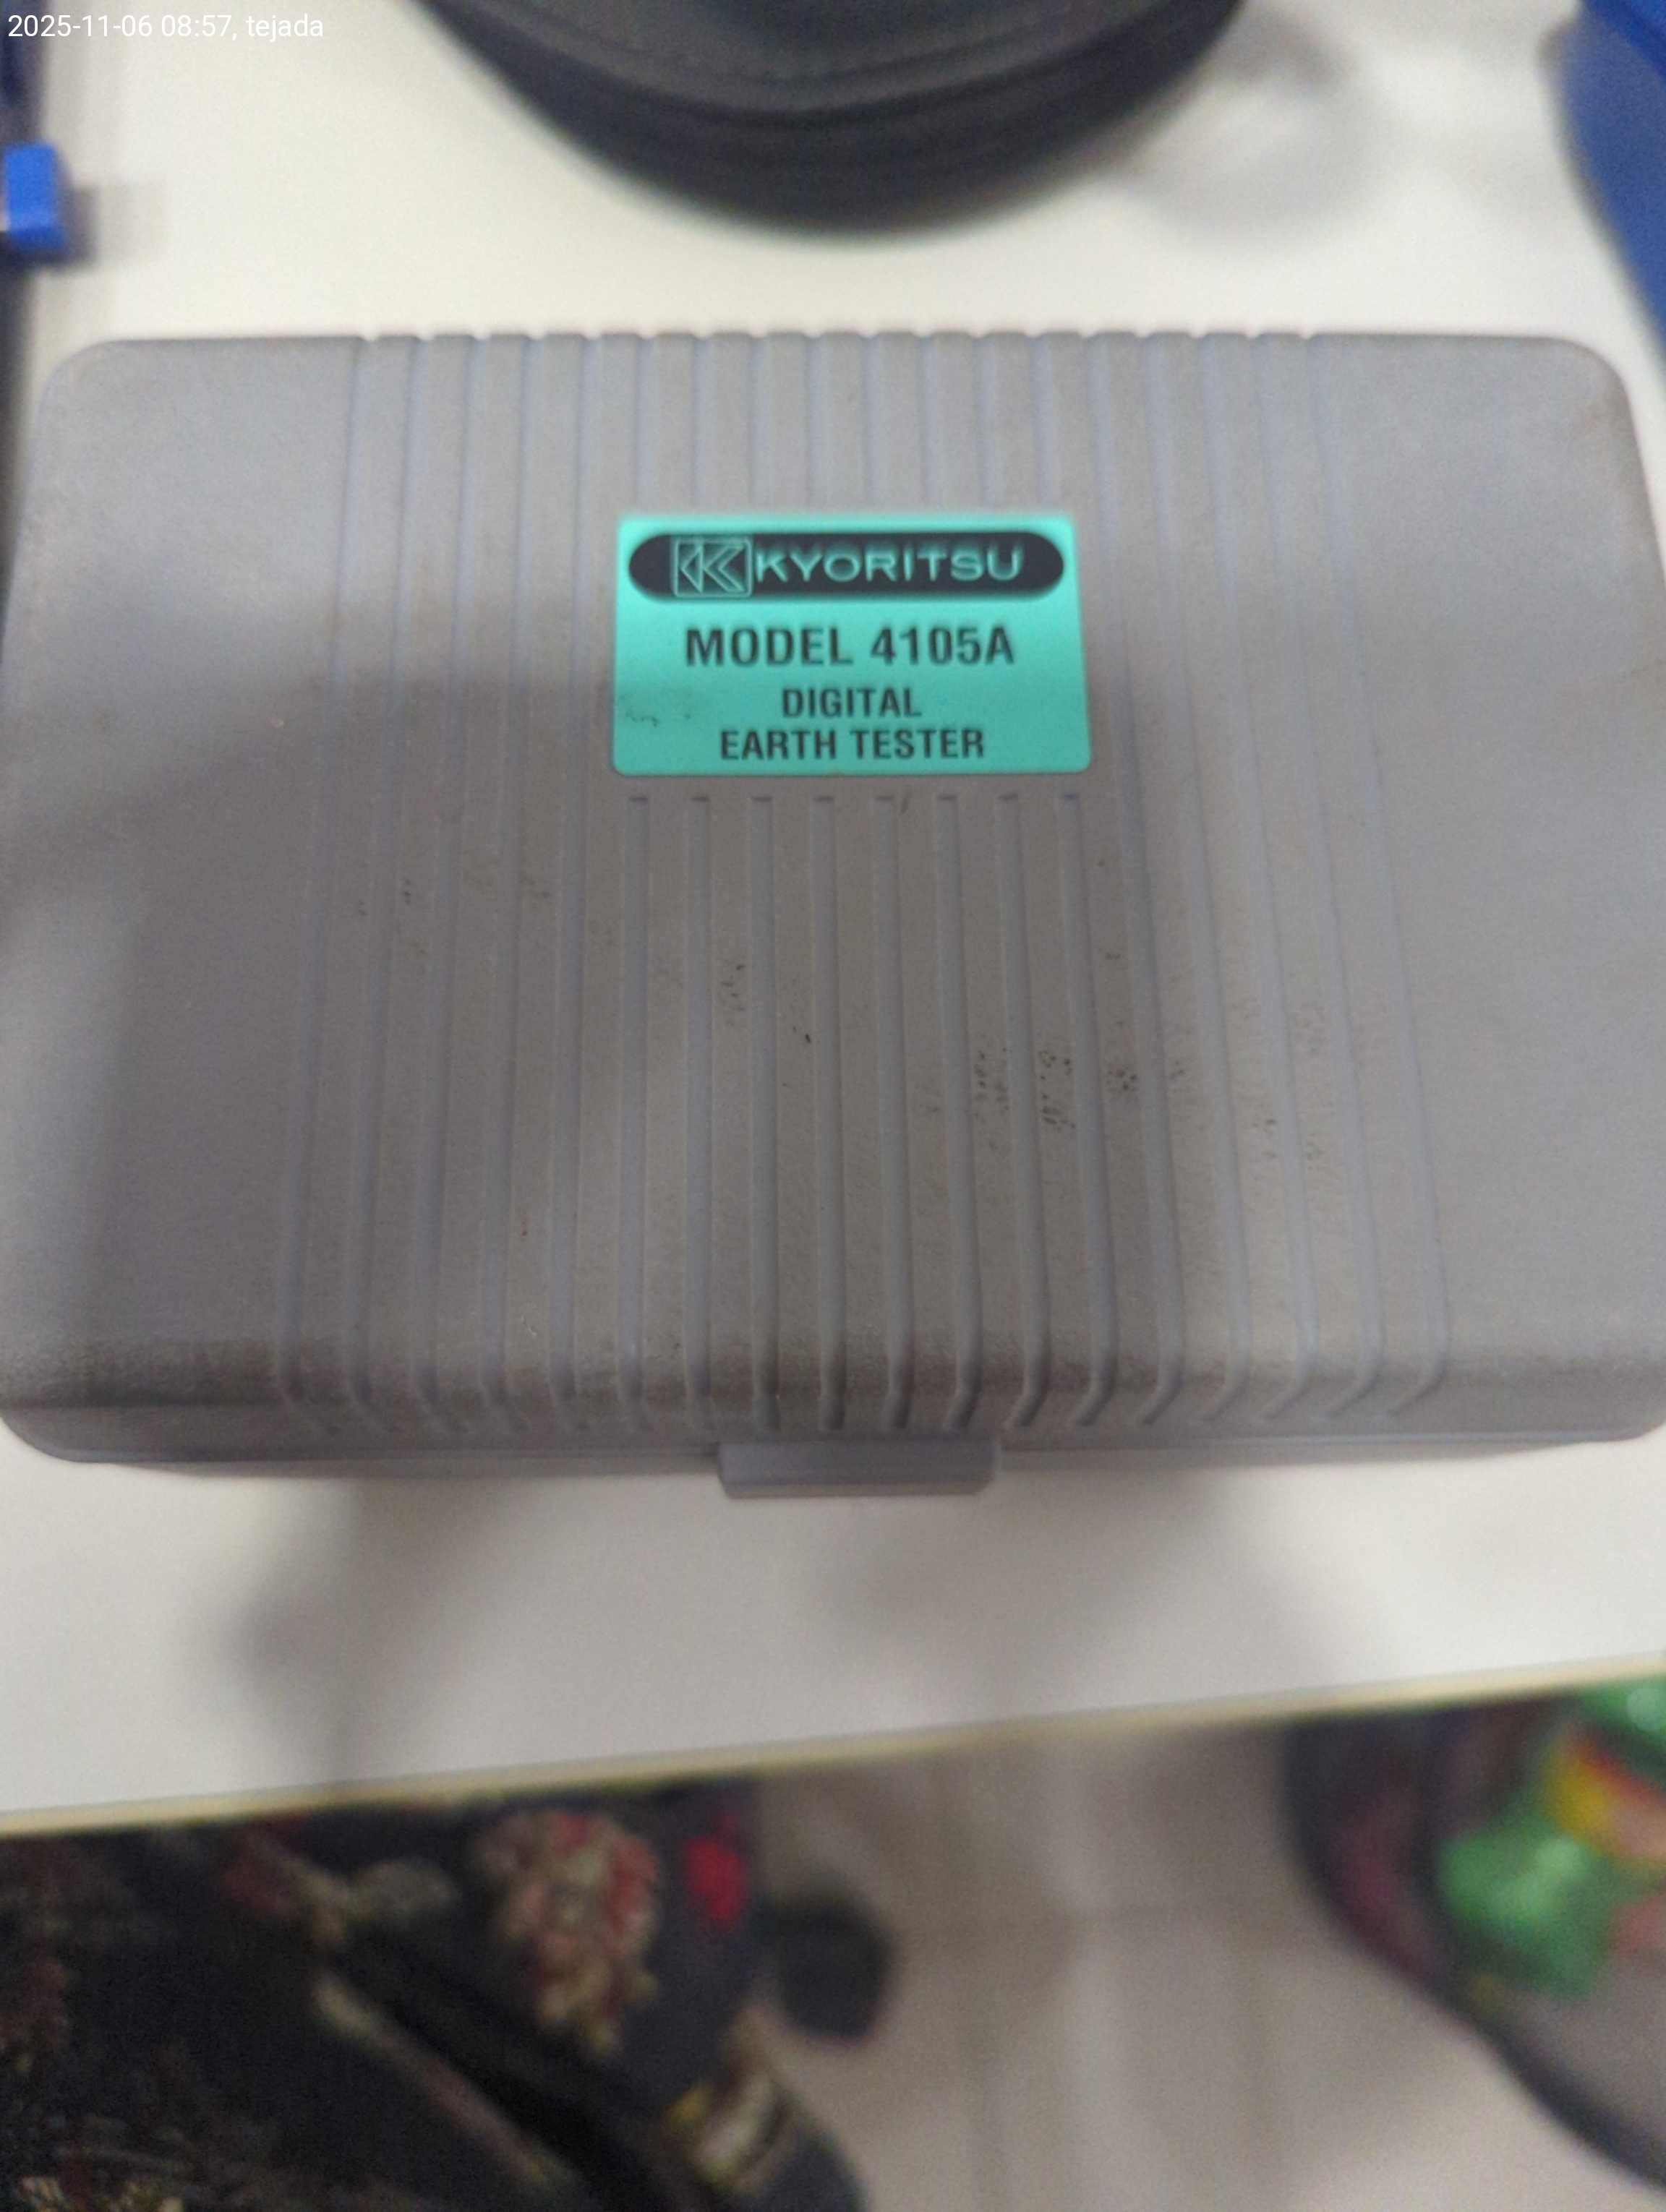 2025-11-06 08:57, tejada
KYORITSU
MODEL 4105A
DIGITAL
EARTH TESTER